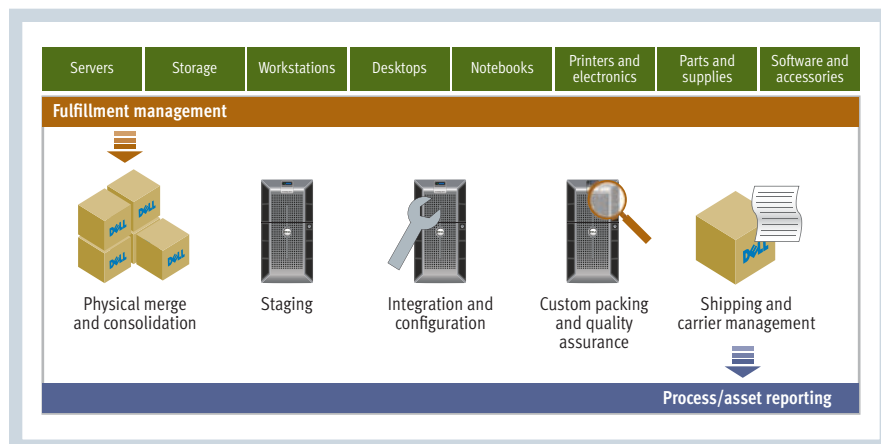 Servers
Storage
Workstations
Desktops
Notebooks
Printers and
electronics
Parts and
supplies
Software and
accessories
Fulfillment management
DELL
DELL
DELL
DELL
Physical merge
and consolidation
Staging
Integration and
configuration
Custom packing
and quality
assurance
Shipping and
carrier management
Process/asset reporting